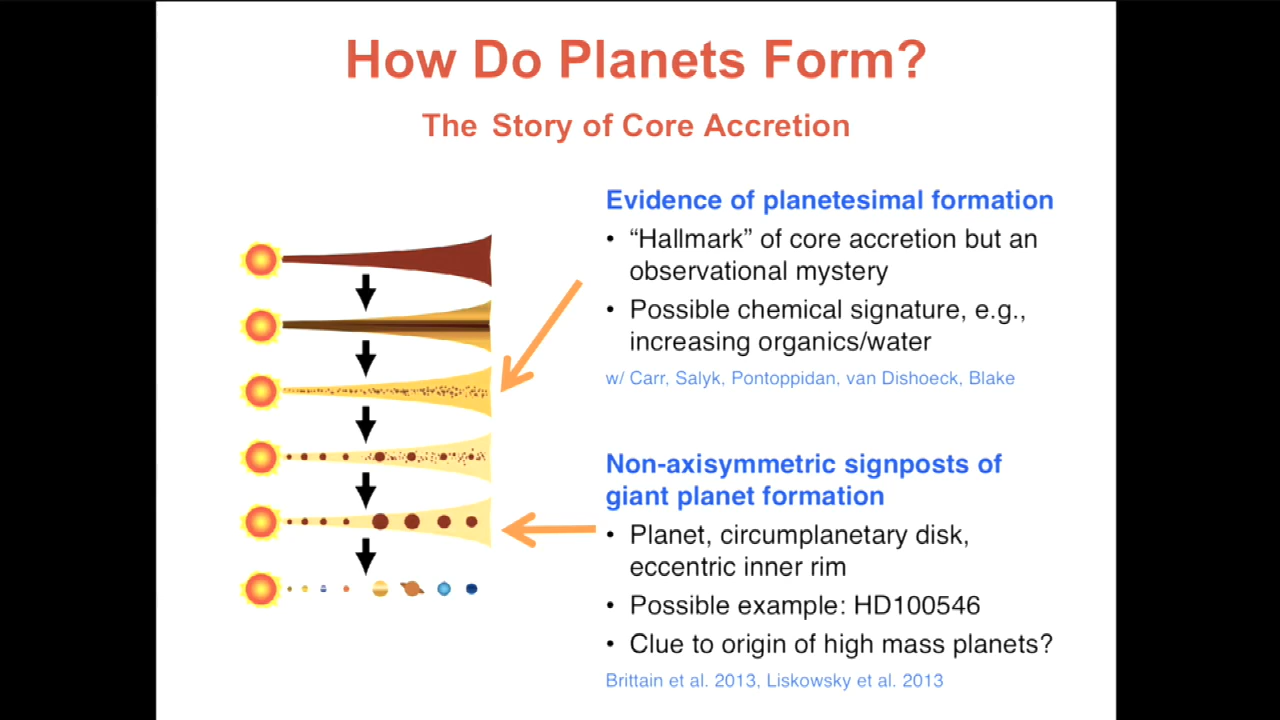 How Do Planets Form?
The Story of Core Accretion
Evidence of planetesimal formation
• “Hallmark” of core accretion but an
observational mystery
• Possible chemical signature, e.g.,
increasing organics/water
w/ Carr, Salyk, Pontoppidan, van Dishoeck, Blake
Non-axisymmetric signposts of
giant planet formation
• Planet, circumplanetary disk,
eccentric inner rim
• Possible example: HD100546
• Clue to origin of high mass planets?
Brittain et al. 2013, Liskowsky et al. 2013